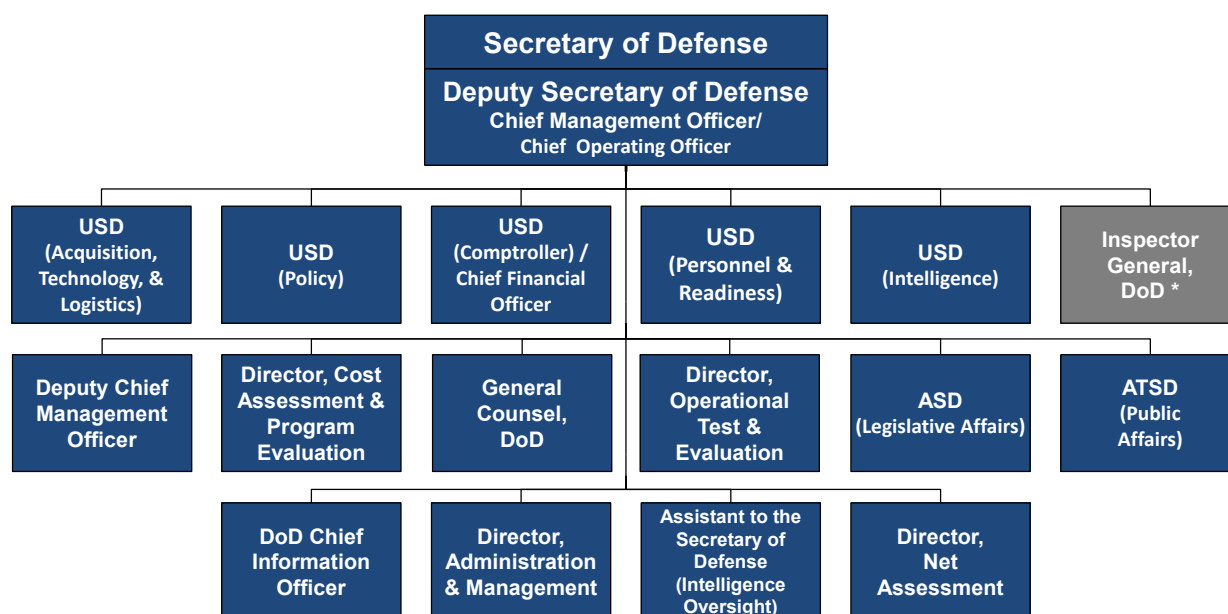 Secretary of Defense
Deputy Secretary of Defense
Chief Management Officer/
Chief Operating Officer
USD
(Acquisition,
Technology, &
Logistics)
USD
(Policy)
USD
(Comptroller) /
Chief Financial
Officer
USD
(Personnel &
Readiness)
USD
(Intelligence)
Inspector
General,
DoD *
Deputy Chief
Management
Officer
Director, Cost
Assessment &
Program
Evaluation
General
Counsel,
DoD
Director,
Operational
Test &
Evaluation
ASD
(Legislative Affairs)
ATSD
(Public
Affairs)
DoD Chief
Information
Officer
Director,
Administration
& Management
Assistant to the
Secretary of
Defense
(Intelligence
Oversight)
Director,
Net
Assessment